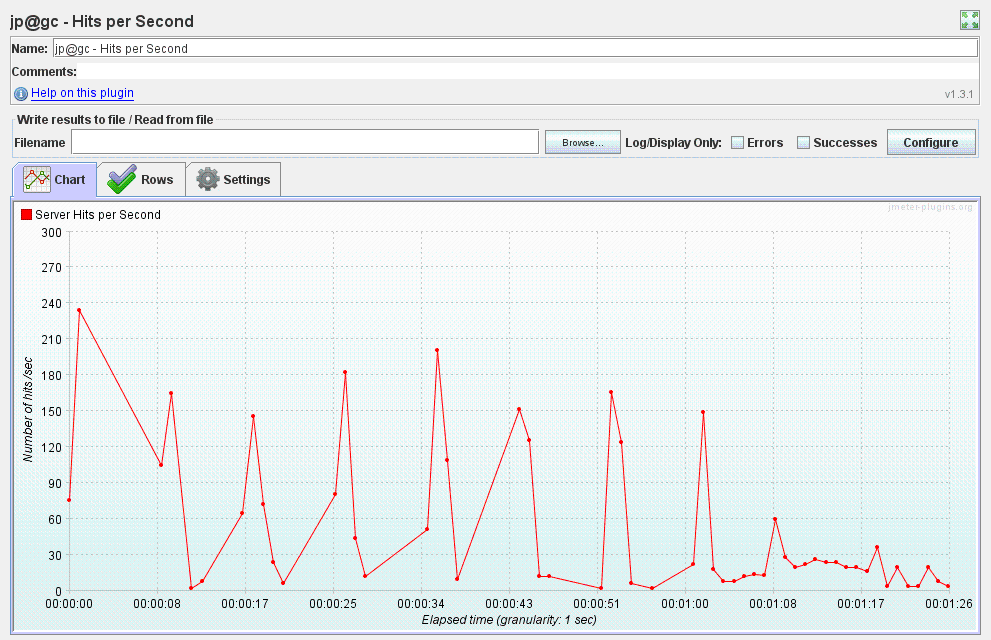 jp@gc - Hits per Second
Name: jp@gc - Hits per Second
Comments:
Help on this plugin
v1.3.1
Write results to file / Read from file
Filename Browse... Log/Display Only: Errors Successes Configure
Chart Rows Settings
Server Hits per Second
jmeter-plugins.org
300
270
240
210
180
150
120
90
60
30
0
Number of hits /sec
00:00:00 00:00:08 00:00:17 00:00:25 00:00:34 00:00:43 00:00:51 00:01:00 00:01:08 00:01:17 00:01:26
Elapsed time (granularity: 1 sec)